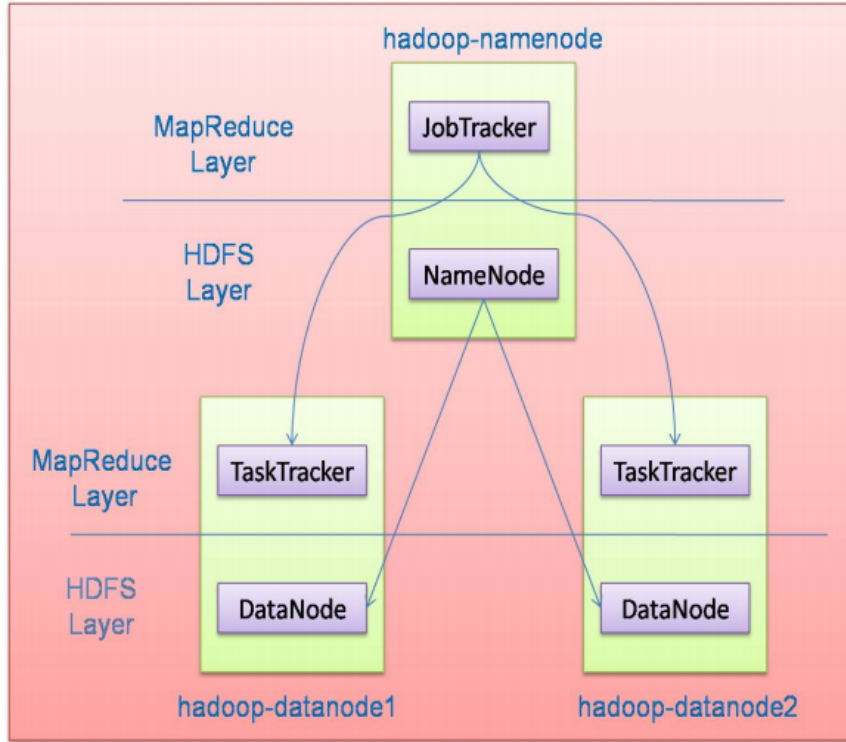 hadoop-namenode
JobTracker
MapReduce
Layer
HDFS
Layer
NameNode
TaskTracker
TaskTracker
MapReduce
Layer
HDFS
Layer
DataNode
DataNode
hadoop-datanode1
hadoop-datanode2